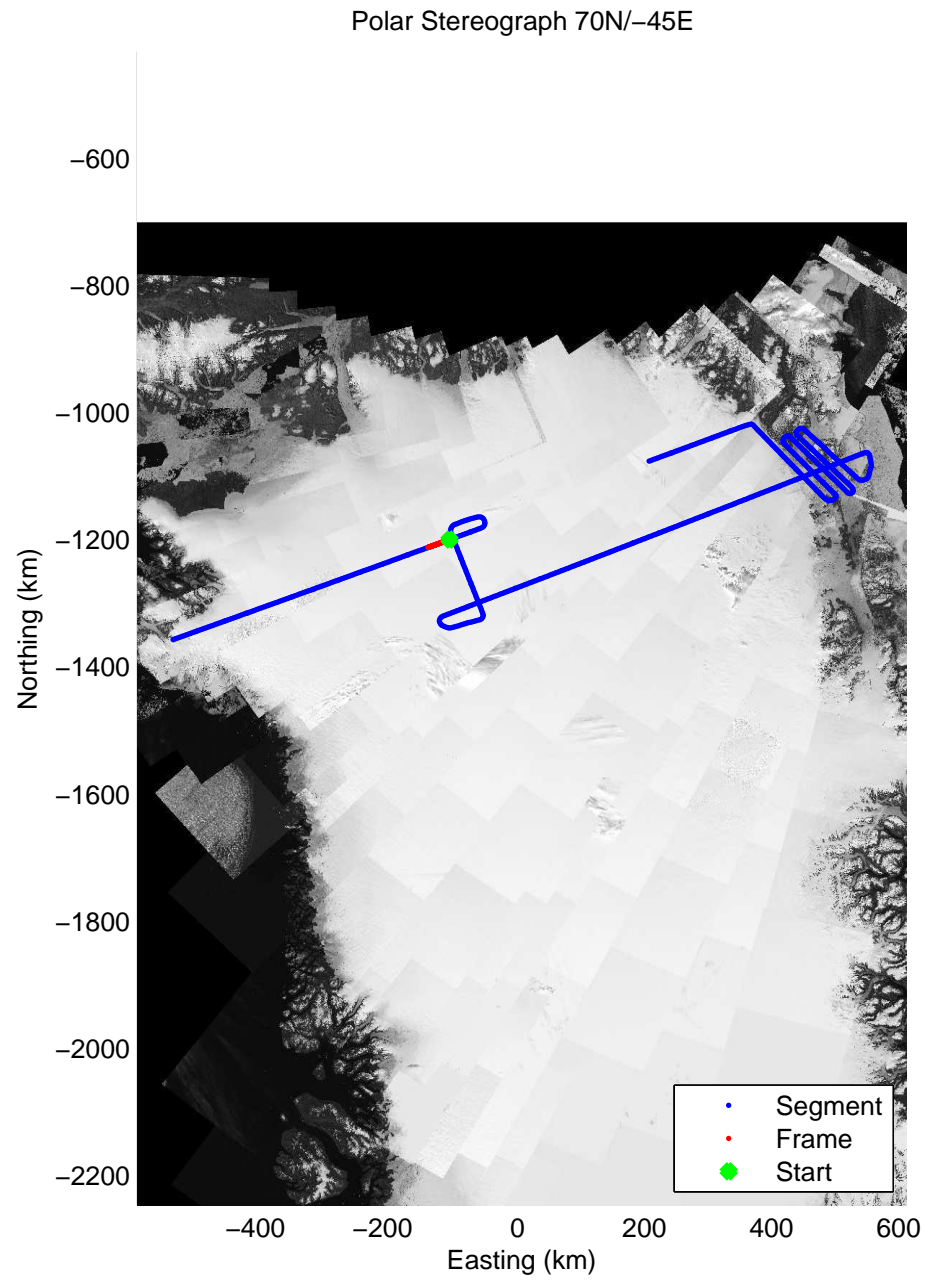 Polar Stereograph 70N/−45E
−600
−800
−1000
−1200
−1400
−1600
−1800
−2000
−2200
Northing (km)
−400 −200 0 200 400 600
Easting (km)
Segment
Frame
Start